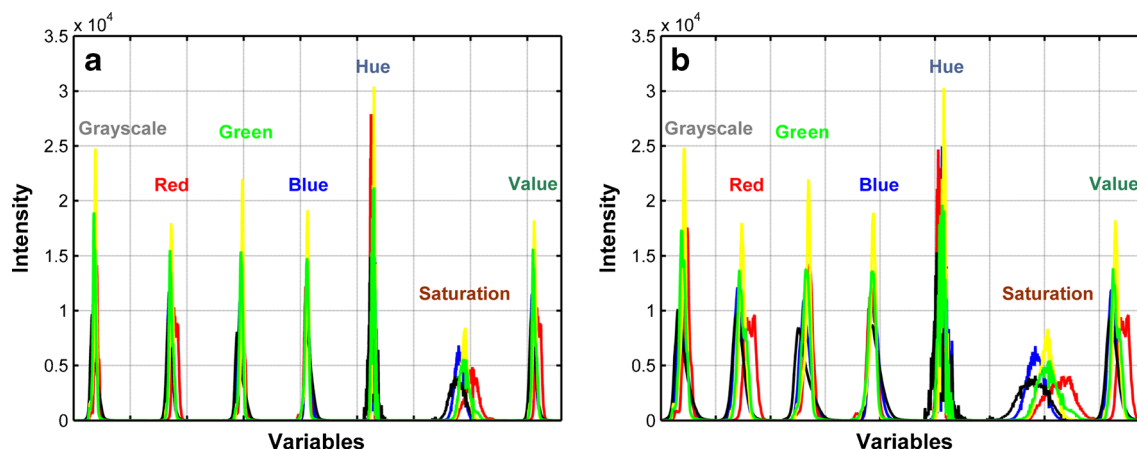 x 10⁴
a
3.5
3
2.5
2
1.5
1
0.5
0
Intensity
Variables
Grayscale
Red
Green
Blue
Hue
Saturation
Value
x 10⁴
b
3.5
3
2.5
2
1.5
1
0.5
0
Intensity
Variables
Grayscale
Red
Green
Blue
Hue
Saturation
Value